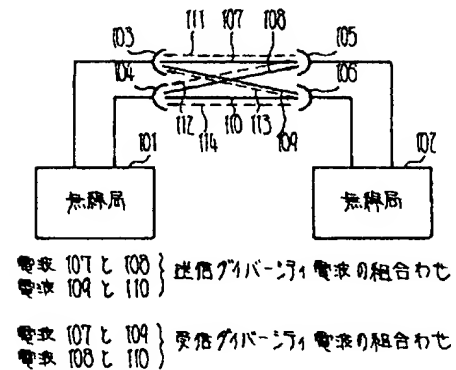 111 107 108
103 105
104 106
112 110 113 109
114
101 102
無線局 無線局
電波 107 と 108
電波 109 と 110
送信ダイバーシティ電波の組合わせ
電波 107 と 109
電波 108 と 110
受信ダイバーシティ電波の組合わせ